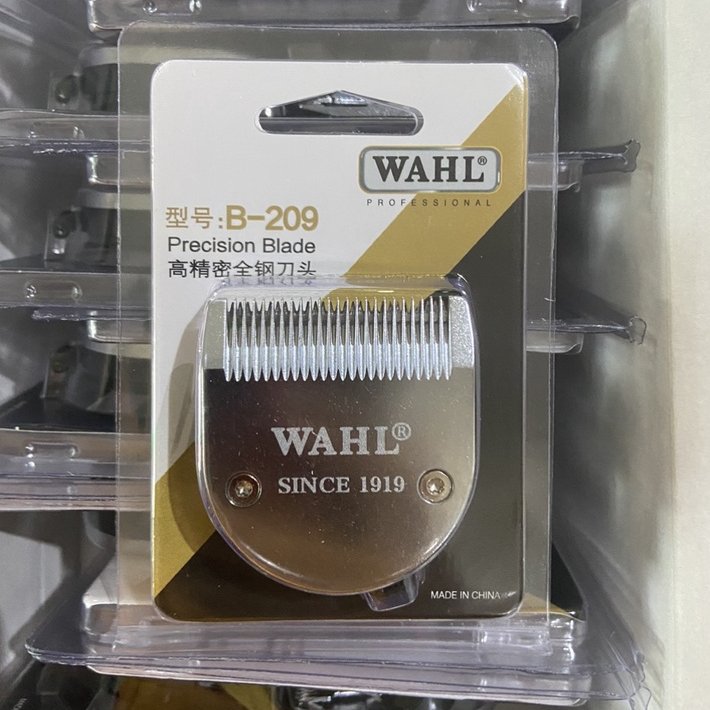 WAHL®
PROFESSIONAL
型号:B-209
Precision Blade
高精密全钢刀头
WAHL®
SINCE 1919
MADE IN CHINA